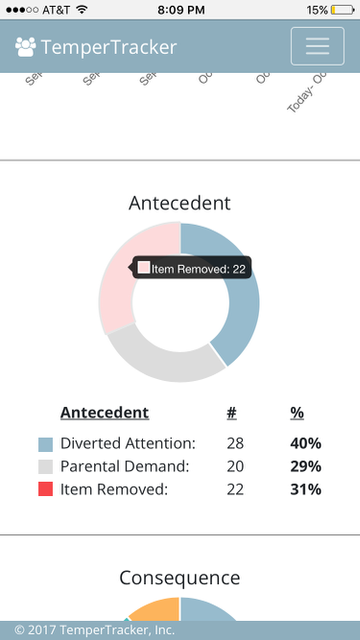 AT&T 8:09 PM 15%
TemperTracker
Sep Sep Sep Oc Oc Today- Oc
Antecedent
Item Removed: 22
Antecedent # %
Diverted Attention: 28 40%
Parental Demand: 20 29%
Item Removed: 22 31%
Consequence
© 2017 TemperTracker, Inc.